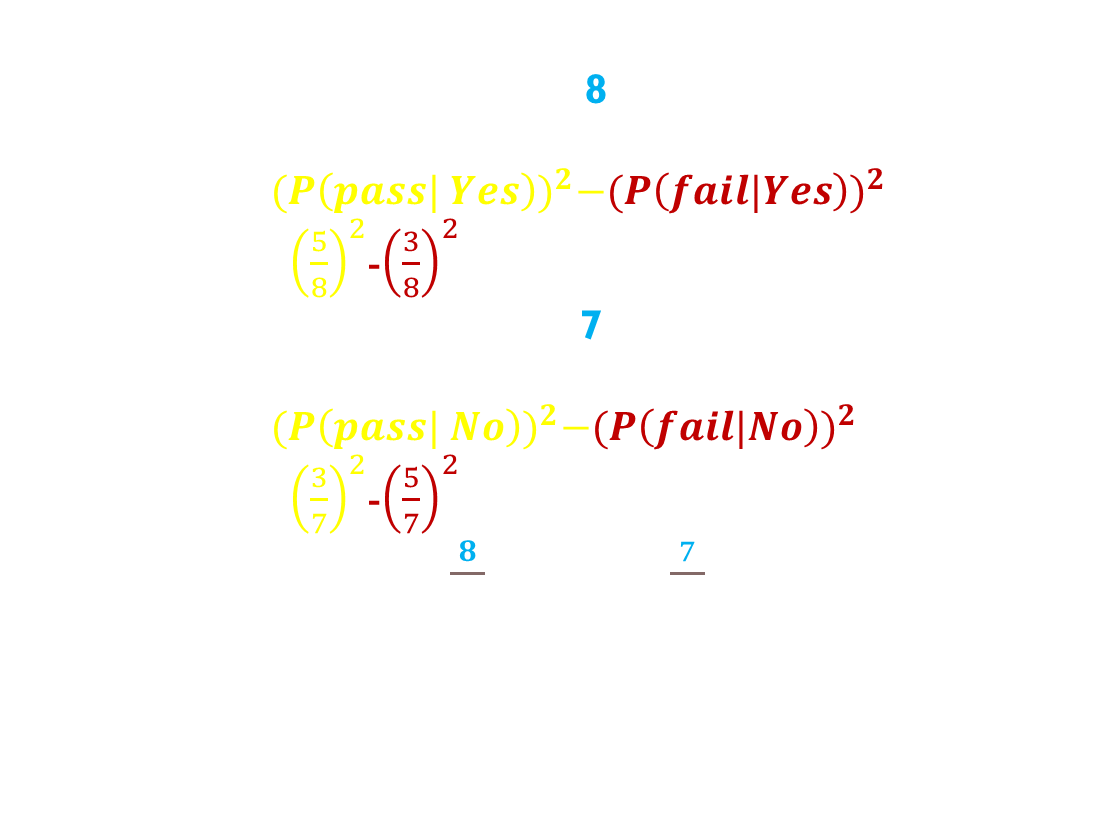 8
(P(pass| Yes))²−(P(fail|Yes))²
(5/8)²-(3/8)²
7
(P(pass| No))²−(P(fail|No))²
(3/7)²-(5/7)²
8 7